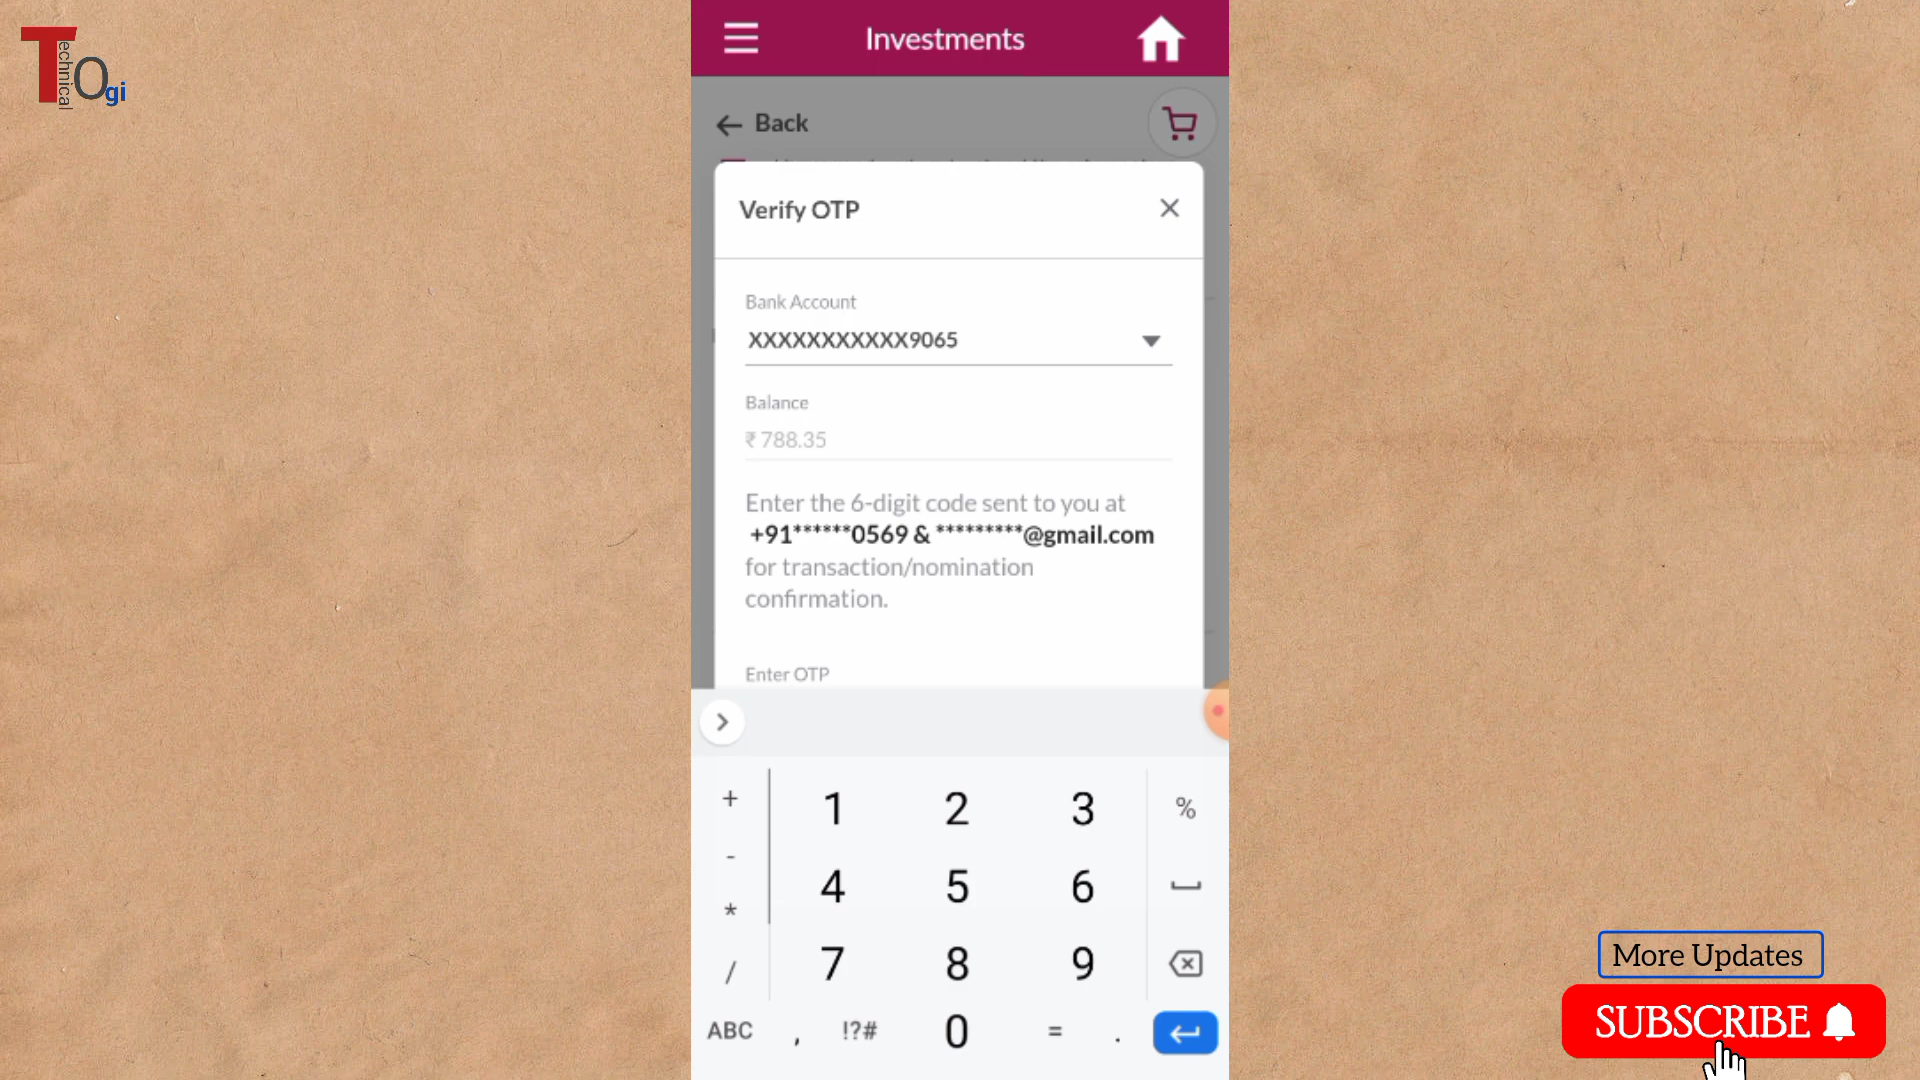 Technical Ogi
Investments
Back
Verify OTP
Bank Account
XXXXXXXXXXX9065
Balance
₹ 788.35
Enter the 6-digit code sent to you at
+91******0569 & *********@gmail.com
for transaction/nomination
confirmation.
Enter OTP
+ 1 2 3 %
-
4 5 6
*
7 8 9
/
ABC , !?# 0 = .
More Updates
SUBSCRIBE